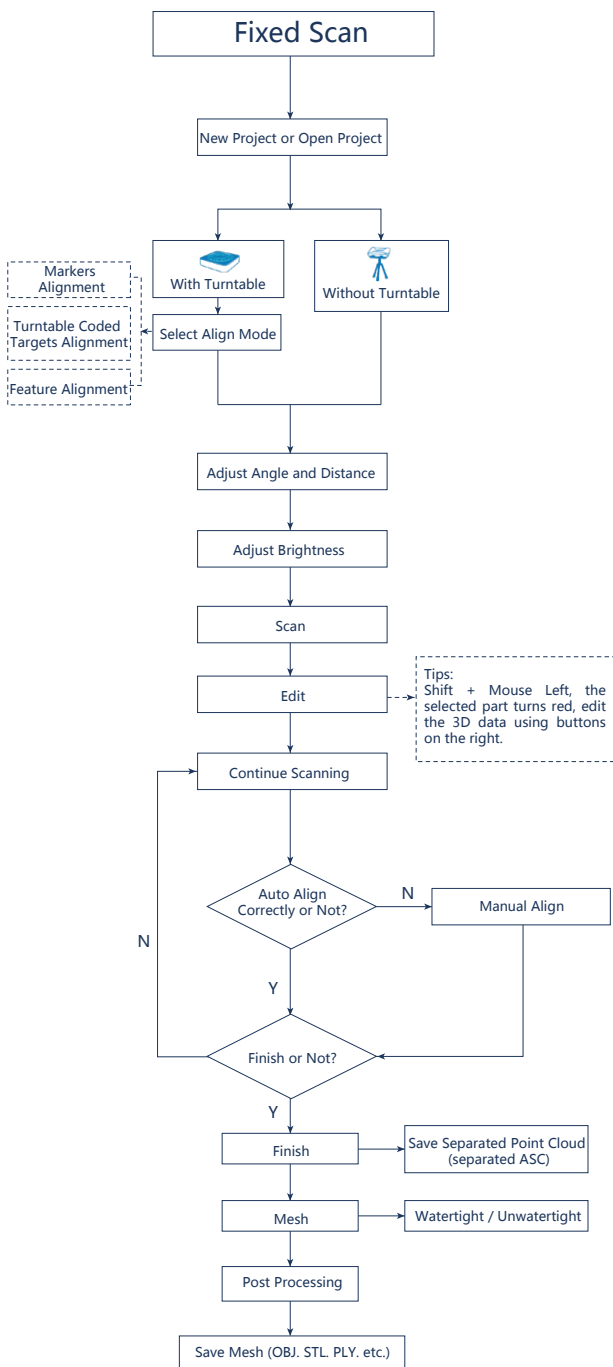 Fixed Scan
New Project or Open Project
With Turntable
Without Turntable
Markers
Alignment
Turntable Coded
Targets Alignment
Feature Alignment
Select Align Mode
Adjust Angle and Distance
Adjust Brightness
Scan
Edit
Tips:
Shift + Mouse Left, the
selected part turns red, edit
the 3D data using buttons
on the right.
Continue Scanning
Auto Align
Correctly or Not?
N
Manual Align
N
Y
Finish or Not?
Y
Finish
Save Separated Point Cloud
(separated ASC)
Mesh
Watertight / Unwatertight
Post Processing
Save Mesh (OBJ. STL. PLY. etc.)